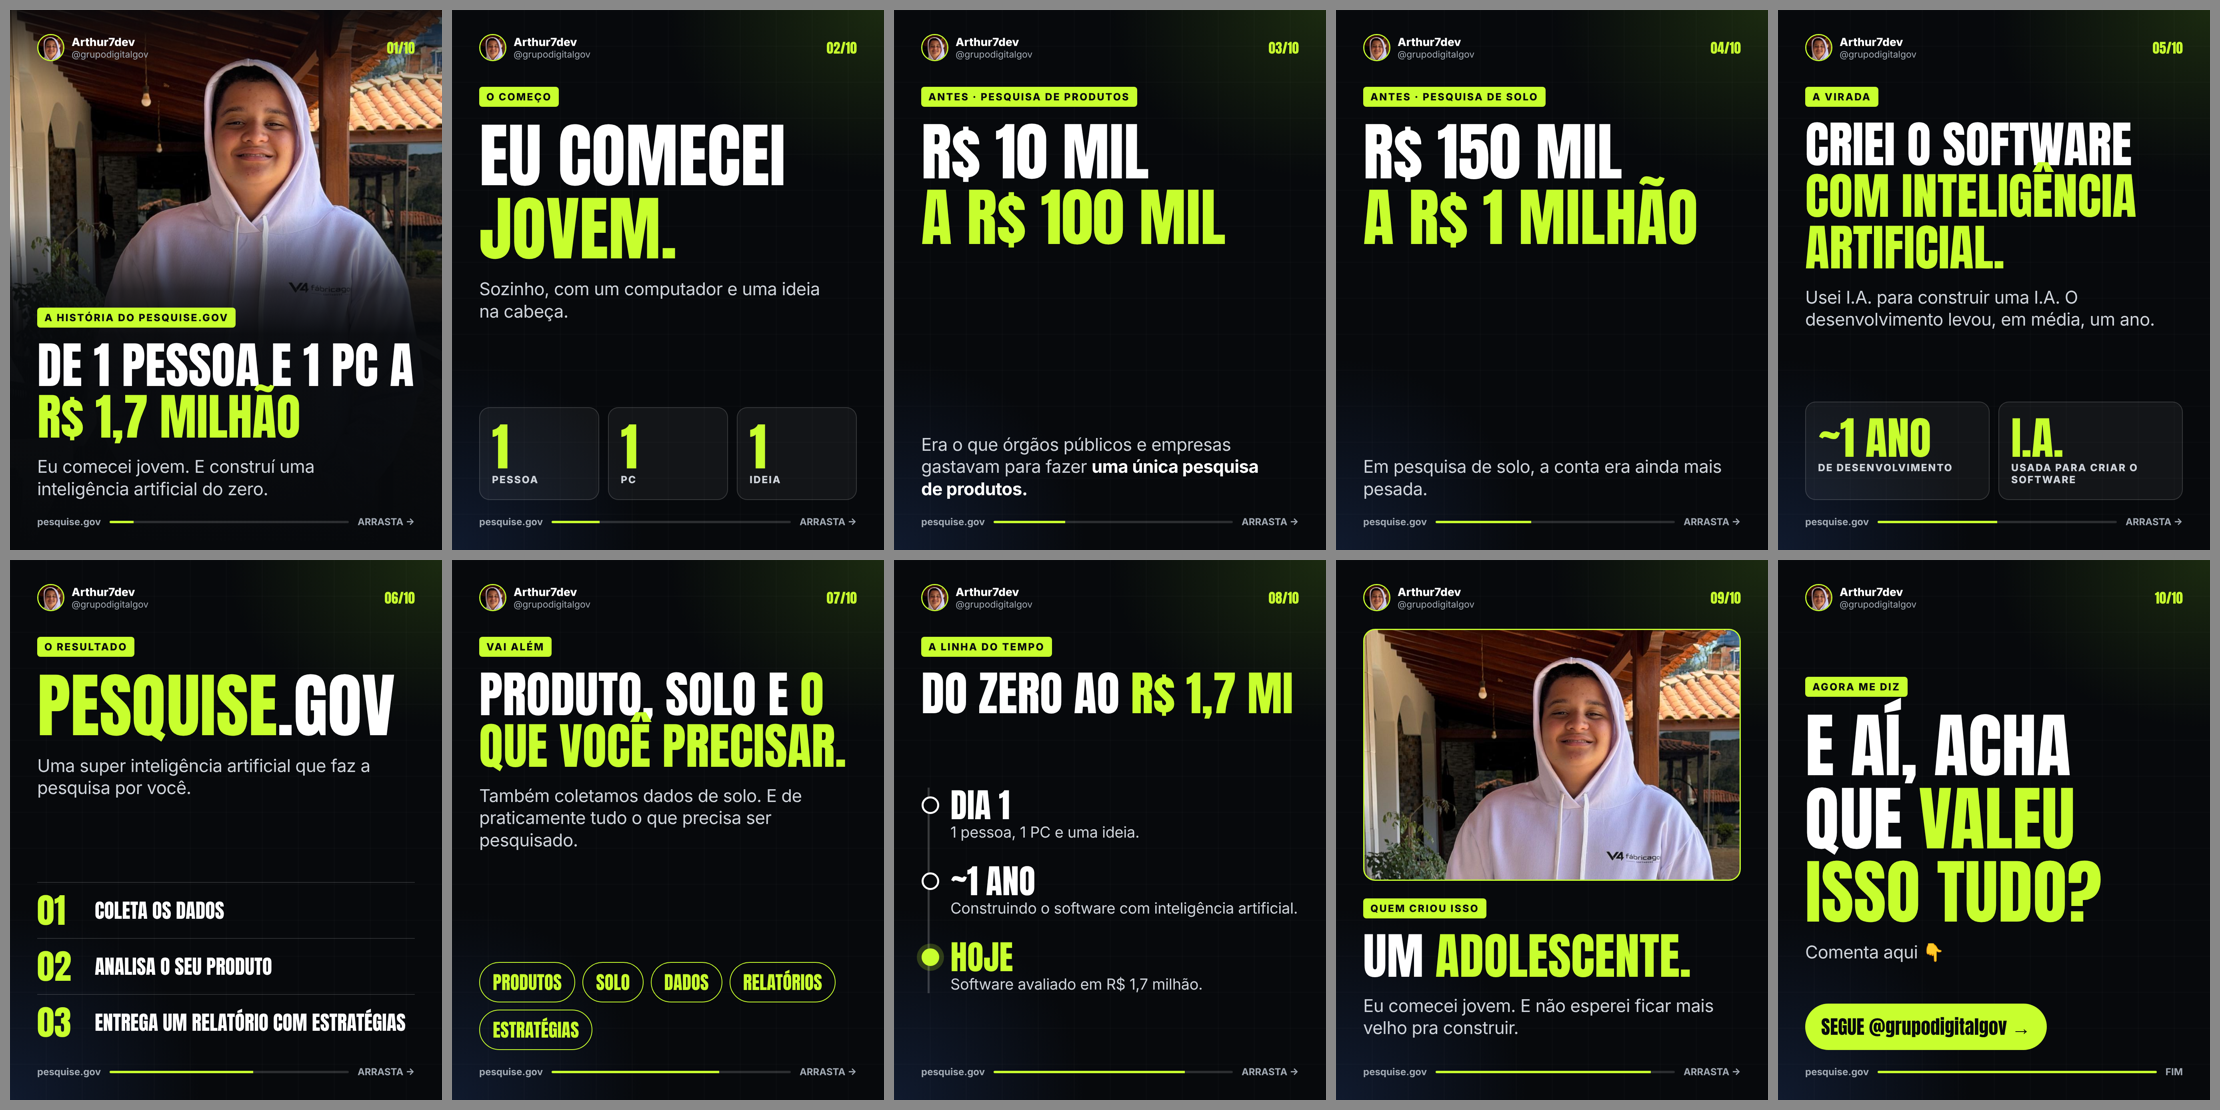 Arthur7dev
@grupodigitalgov
01/10
V4 fabricago
A HISTÓRIA DO PESQUISE.GOV
DE 1 PESSOA E 1 PC A
R$ 1,7 MILHÃO
Eu comecei jovem. E construí uma
inteligência artificial do zero.
pesquise.gov
ARRASTA →
Arthur7dev
@grupodigitalgov
02/10
O COMEÇO
EU COMECEI
JOVEM.
Sozinho, com um computador e uma ideia
na cabeça.
1
PESSOA
1
PC
1
IDEIA
pesquise.gov
ARRASTA →
Arthur7dev
@grupodigitalgov
03/10
ANTES · PESQUISA DE PRODUTOS
R$ 10 MIL
A R$ 100 MIL
Era o que órgãos públicos e empresas
gastavam para fazer uma única pesquisa
de produtos.
pesquise.gov
ARRASTA →
Arthur7dev
@grupodigitalgov
04/10
ANTES · PESQUISA DE SOLO
R$ 150 MIL
A R$ 1 MILHÃO
Em pesquisa de solo, a conta era ainda mais
pesada.
pesquise.gov
ARRASTA →
Arthur7dev
@grupodigitalgov
05/10
A VIRADA
CRIEI O SOFTWARE
COM INTELIGÊNCIA
ARTIFICIAL.
Usei I.A. para construir uma I.A. O
desenvolvimento levou, em média, um ano.
~1 ANO
DE DESENVOLVIMENTO
I.A.
USADA PARA CRIAR O
SOFTWARE
pesquise.gov
ARRASTA →
Arthur7dev
@grupodigitalgov
06/10
O RESULTADO
PESQUISE.GOV
Uma super inteligência artificial que faz a
pesquisa por você.
01 COLETA OS DADOS
02 ANALISA O SEU PRODUTO
03 ENTREGA UM RELATÓRIO COM ESTRATÉGIAS
pesquise.gov
ARRASTA →
Arthur7dev
@grupodigitalgov
07/10
VAI ALÉM
PRODUTO, SOLO E O
QUE VOCÊ PRECISAR.
Também coletamos dados de solo. E de
praticamente tudo o que precisa ser
pesquisado.
PRODUTOS
SOLO
DADOS
RELATÓRIOS
ESTRATÉGIAS
pesquise.gov
ARRASTA →
Arthur7dev
@grupodigitalgov
08/10
A LINHA DO TEMPO
DO ZERO AO R$ 1,7 MI
DIA 1
1 pessoa, 1 PC e uma ideia.
~1 ANO
Construindo o software com inteligência artificial.
HOJE
Software avaliado em R$ 1,7 milhão.
pesquise.gov
ARRASTA →
Arthur7dev
@grupodigitalgov
09/10
V4 fabricago
QUEM CRIOU ISSO
UM ADOLESCENTE.
Eu comecei jovem. E não esperei ficar mais
velho pra construir.
pesquise.gov
ARRASTA →
Arthur7dev
@grupodigitalgov
10/10
AGORA ME DIZ
E AÍ, ACHA
QUE VALEU
ISSO TUDO?
Comenta aqui 👇
SEGUE @grupodigitalgov →
pesquise.gov
FIM